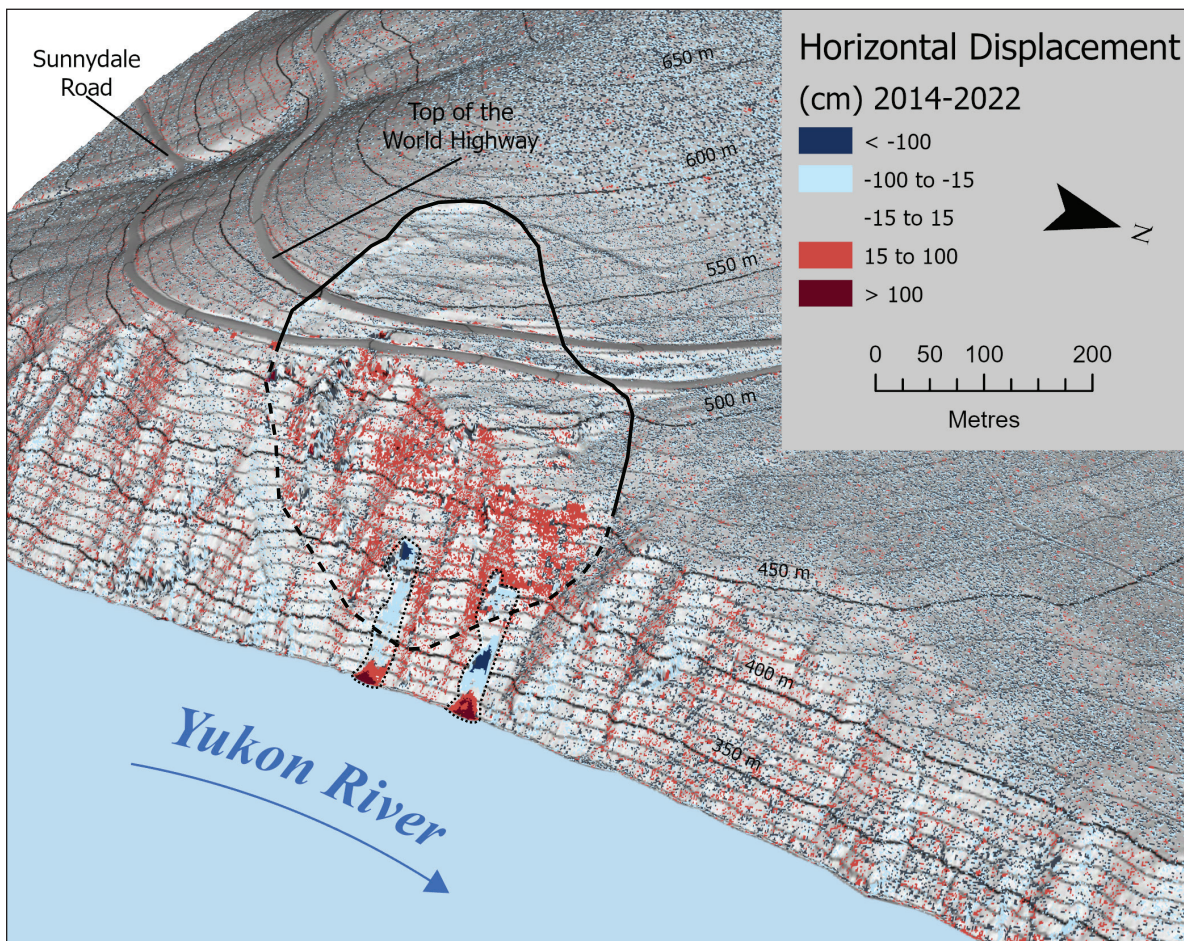 Sunnydale
Road
Top of the
World Highway
650 m
600 m
550 m
500 m
450 m
400 m
350 m
Yukon River
Horizontal Displacement
(cm) 2014-2022
< -100
-100 to -15
-15 to 15
15 to 100
> 100
N
0 50 100 200
Metres